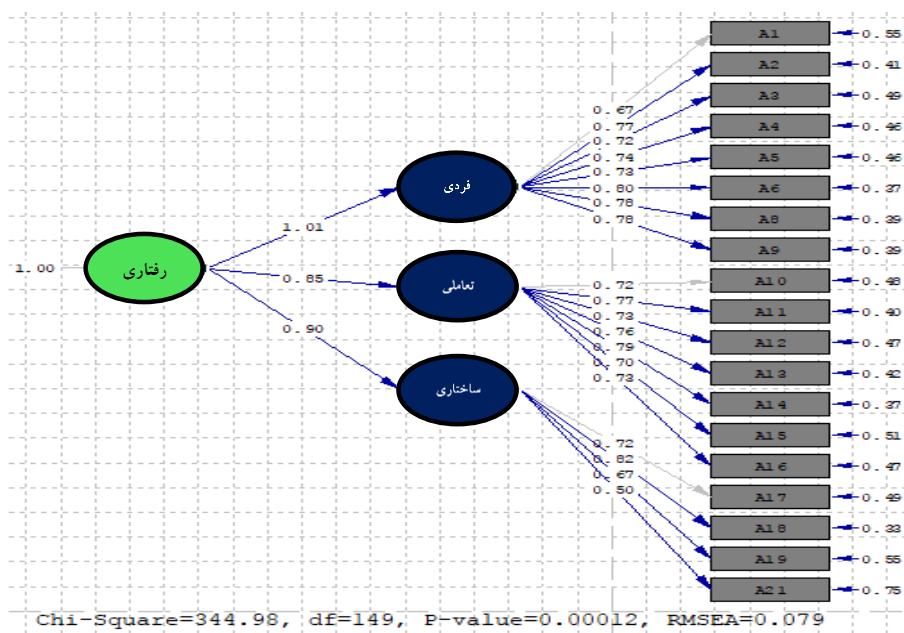 A1 0.55
A2 0.41
A3 0.49
A4 0.46
A5 0.46
A6 0.37
A8 0.39
A9 0.39
A10 0.48
A11 0.40
A12 0.47
A13 0.42
A14 0.37
A15 0.51
A16 0.47
A17 0.49
A18 0.33
A19 0.55
A21 0.75
0.67
0.77
0.72
0.74
0.73
0.80
0.78
0.78
فردی
1.01
1.00
رفتاری
0.85
تعاملی
0.72
0.77
0.73
0.76
0.79
0.70
0.73
0.90
ساختاری
0.72
0.82
0.67
0.50
Chi-Square=344.98, df=149, P-value=0.00012, RMSEA=0.079